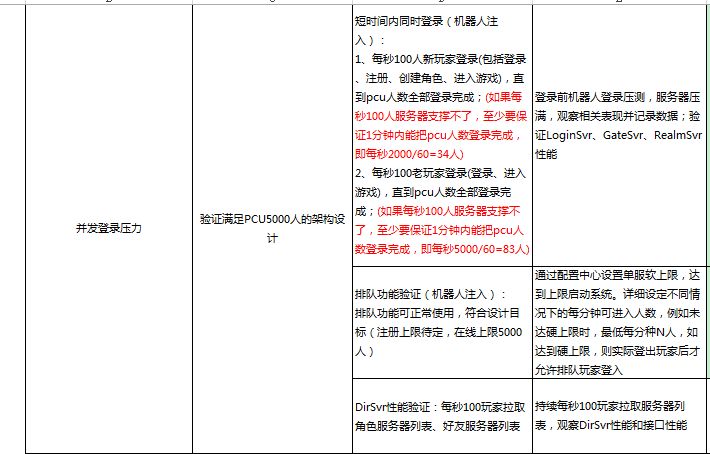 并发登录压力
验证满足PCU5000人的架构设
计
短时间内同时登录（机器人注
入）：
1、每秒100人新玩家登录(包括登录
、注册、创建角色、进入游戏)，直
到pcu人数全部登录完成；(如果每
秒100人服务器支撑不了，至少要保
证1分钟内能把pcu人数登录完成，
即每秒2000/60=34人)
2、每秒100老玩家登录(登录、进入
游戏)，直到pcu人数全部登录完
成；(如果每秒100人服务器支撑不
了，至少要保证1分钟内能把pcu人
数登录完成，即每秒5000/60=83人)
登录前机器人登录压测，服务器压
满，观察相关表现并记录数据；验
证LoginSvr、GateSvr、RealmSvr
性能
排队功能验证（机器人注入）：
排队功能可正常使用，符合设计目
标（注册上限待定，在线上限5000
人）
通过配置中心设置单服软上限，达
到上限启动系统。详细设定不同情
况下的每分钟可进入人数，例如未
达硬上限时，最低每分种N人，如
达到硬上限，则实际登出玩家后才
允许排队玩家登入
DirSvr性能验证：每秒100玩家拉取
角色服务器列表、好友服务器列表
持续每秒100玩家拉取服务器列
表，观察DirSvr性能和接口性能